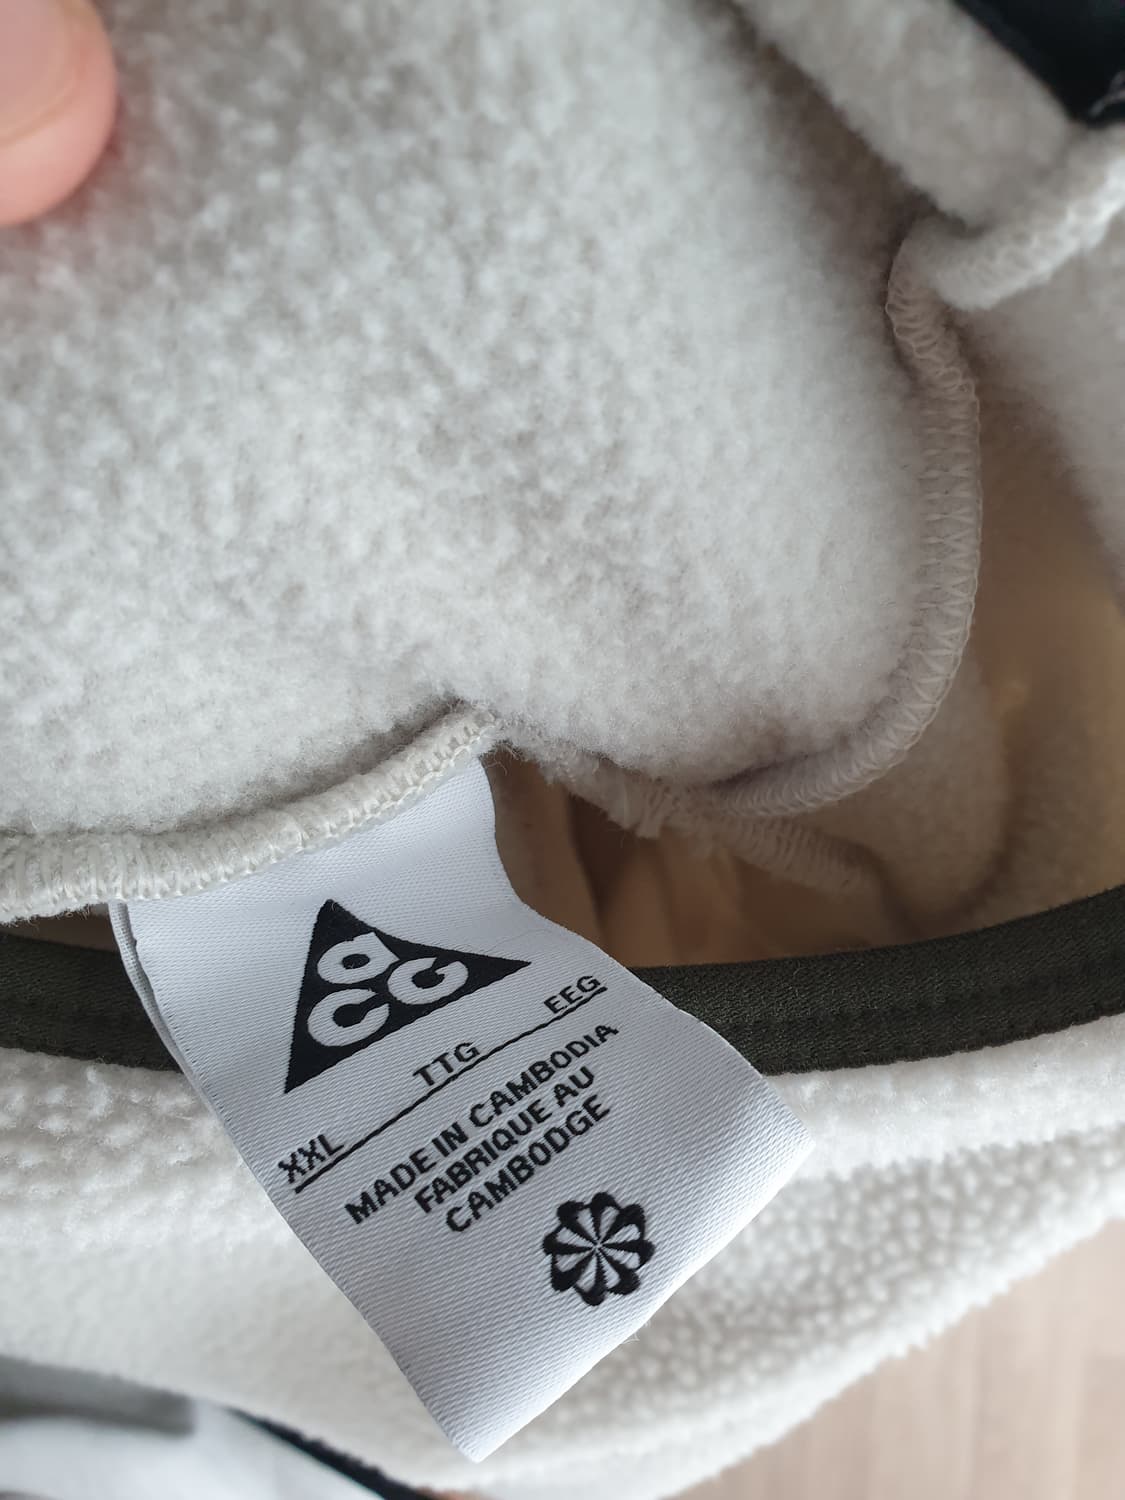 aCG
XXL TTG EEG
MADE IN CAMBODIA
FABRIQUE AU
CAMBODGE